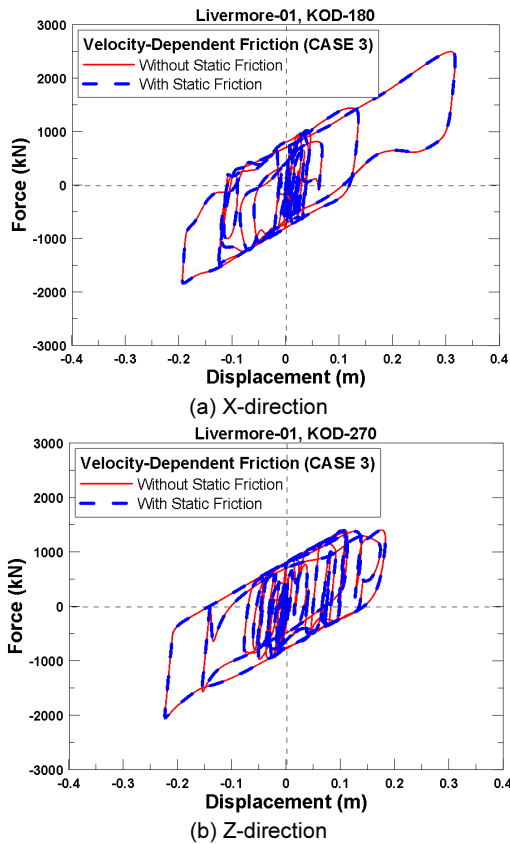 Livermore-01, KOD-180
Velocity-Dependent Friction (CASE 3)
Without Static Friction
With Static Friction
3000
2000
1000
0
-1000
-2000
-3000
Force (kN)
-0.4 -0.3 -0.2 -0.1 0 0.1 0.2 0.3 0.4
Displacement (m)
(a) X-direction
Livermore-01, KOD-270
Velocity-Dependent Friction (CASE 3)
Without Static Friction
With Static Friction
3000
2000
1000
0
-1000
-2000
-3000
Force (kN)
-0.4 -0.3 -0.2 -0.1 0 0.1 0.2 0.3 0.4
Displacement (m)
(b) Z-direction